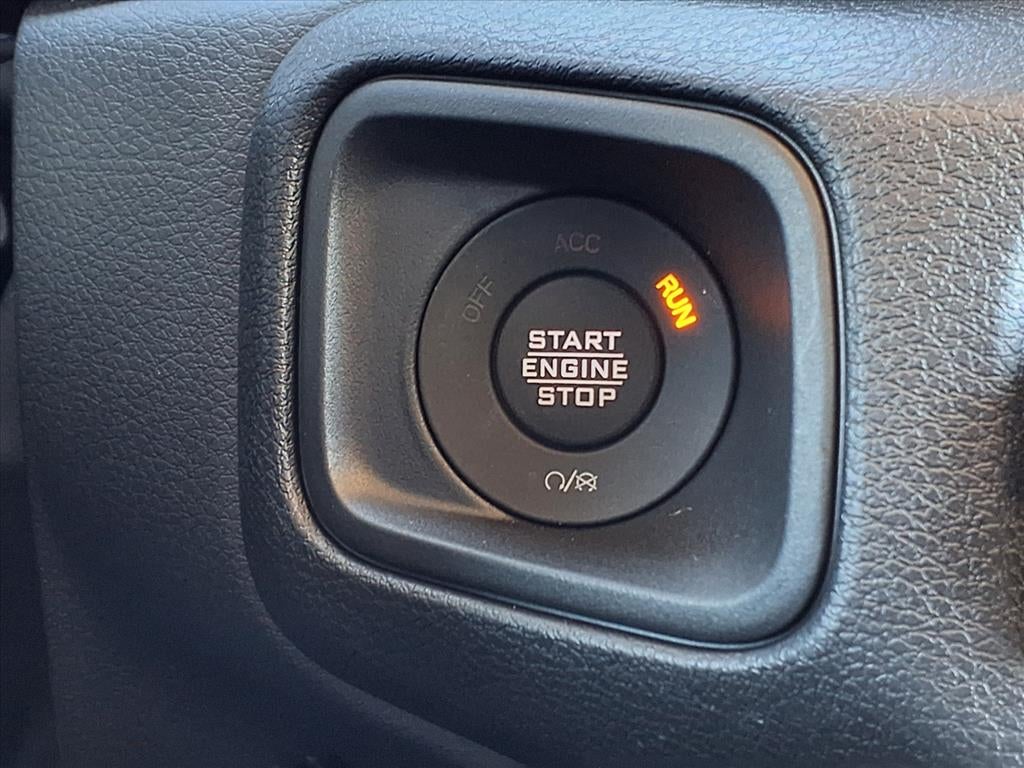 ACC
OFF
RUN
START
ENGINE
STOP